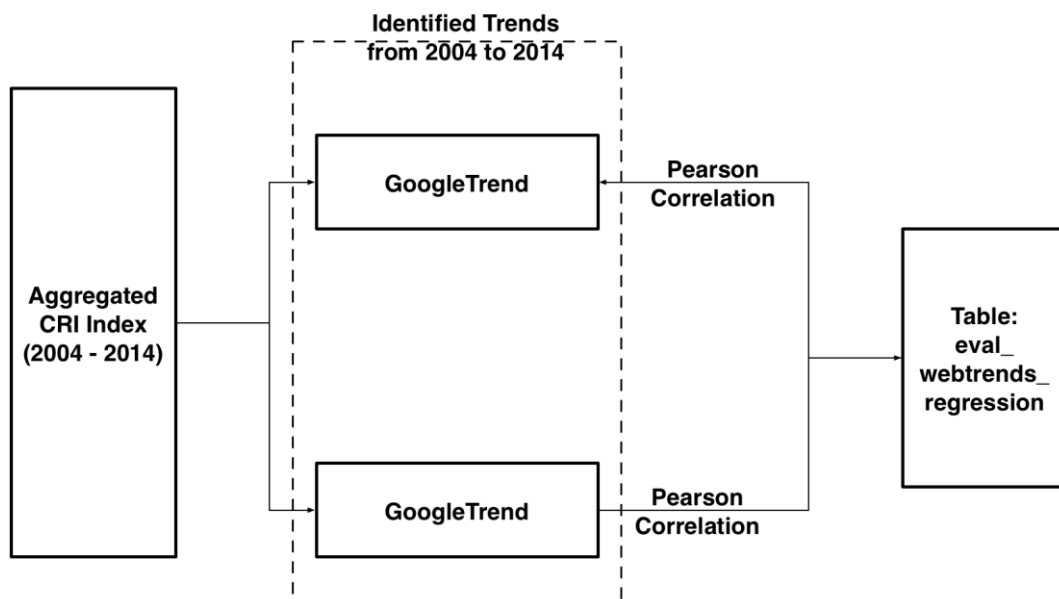 Identified Trends
from 2004 to 2014
GoogleTrend
Pearson
Correlation
Aggregated
CRI Index
(2004 - 2014)
Table:
eval_
webtrends_
regression
GoogleTrend
Pearson
Correlation